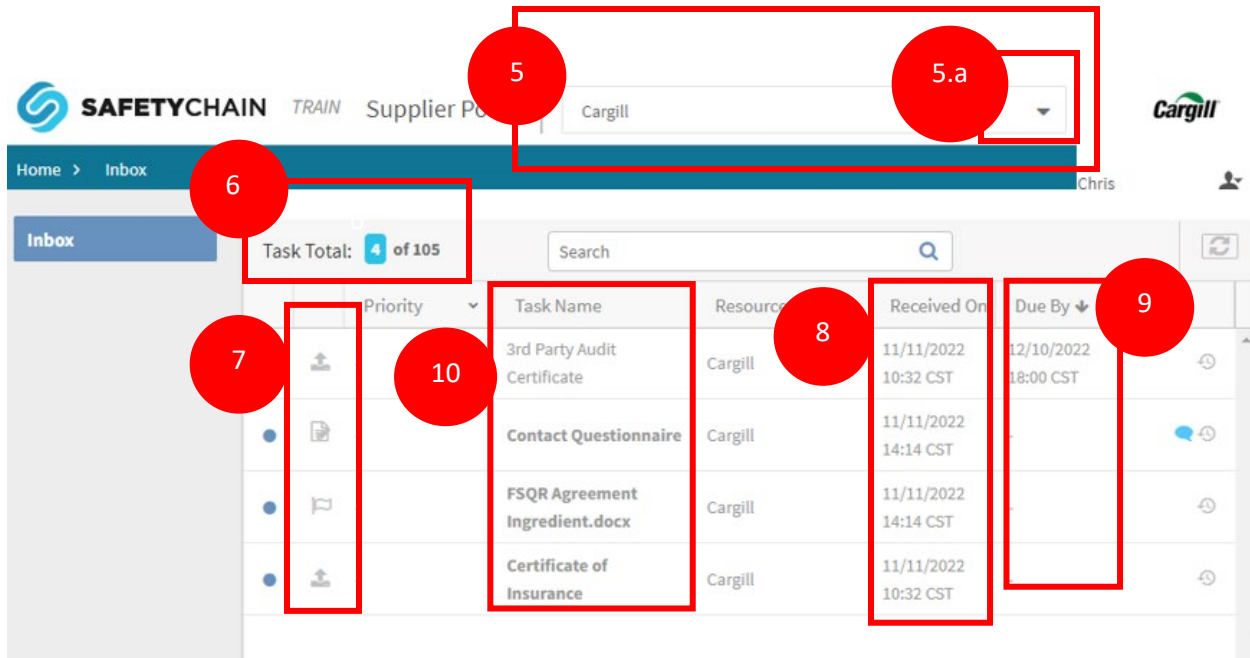 5
5.a
SAFETYCHAIN TRAIN Supplier Po
Cargill
Cargill
Home > Inbox
Chris
6
Inbox
Task Total: 4 of 105
Search
9
Priority Task Name Resource Received On Due By
8
7
10
3rd Party Audit
Certificate
Cargill
11/11/2022
10:32 CST
12/10/2022
18:00 CST
Contact Questionnaire
Cargill
11/11/2022
14:14 CST
-
FSQR Agreement
Ingredient.docx
Cargill
11/11/2022
14:14 CST
-
Certificate of
Insurance
Cargill
11/11/2022
10:32 CST
-